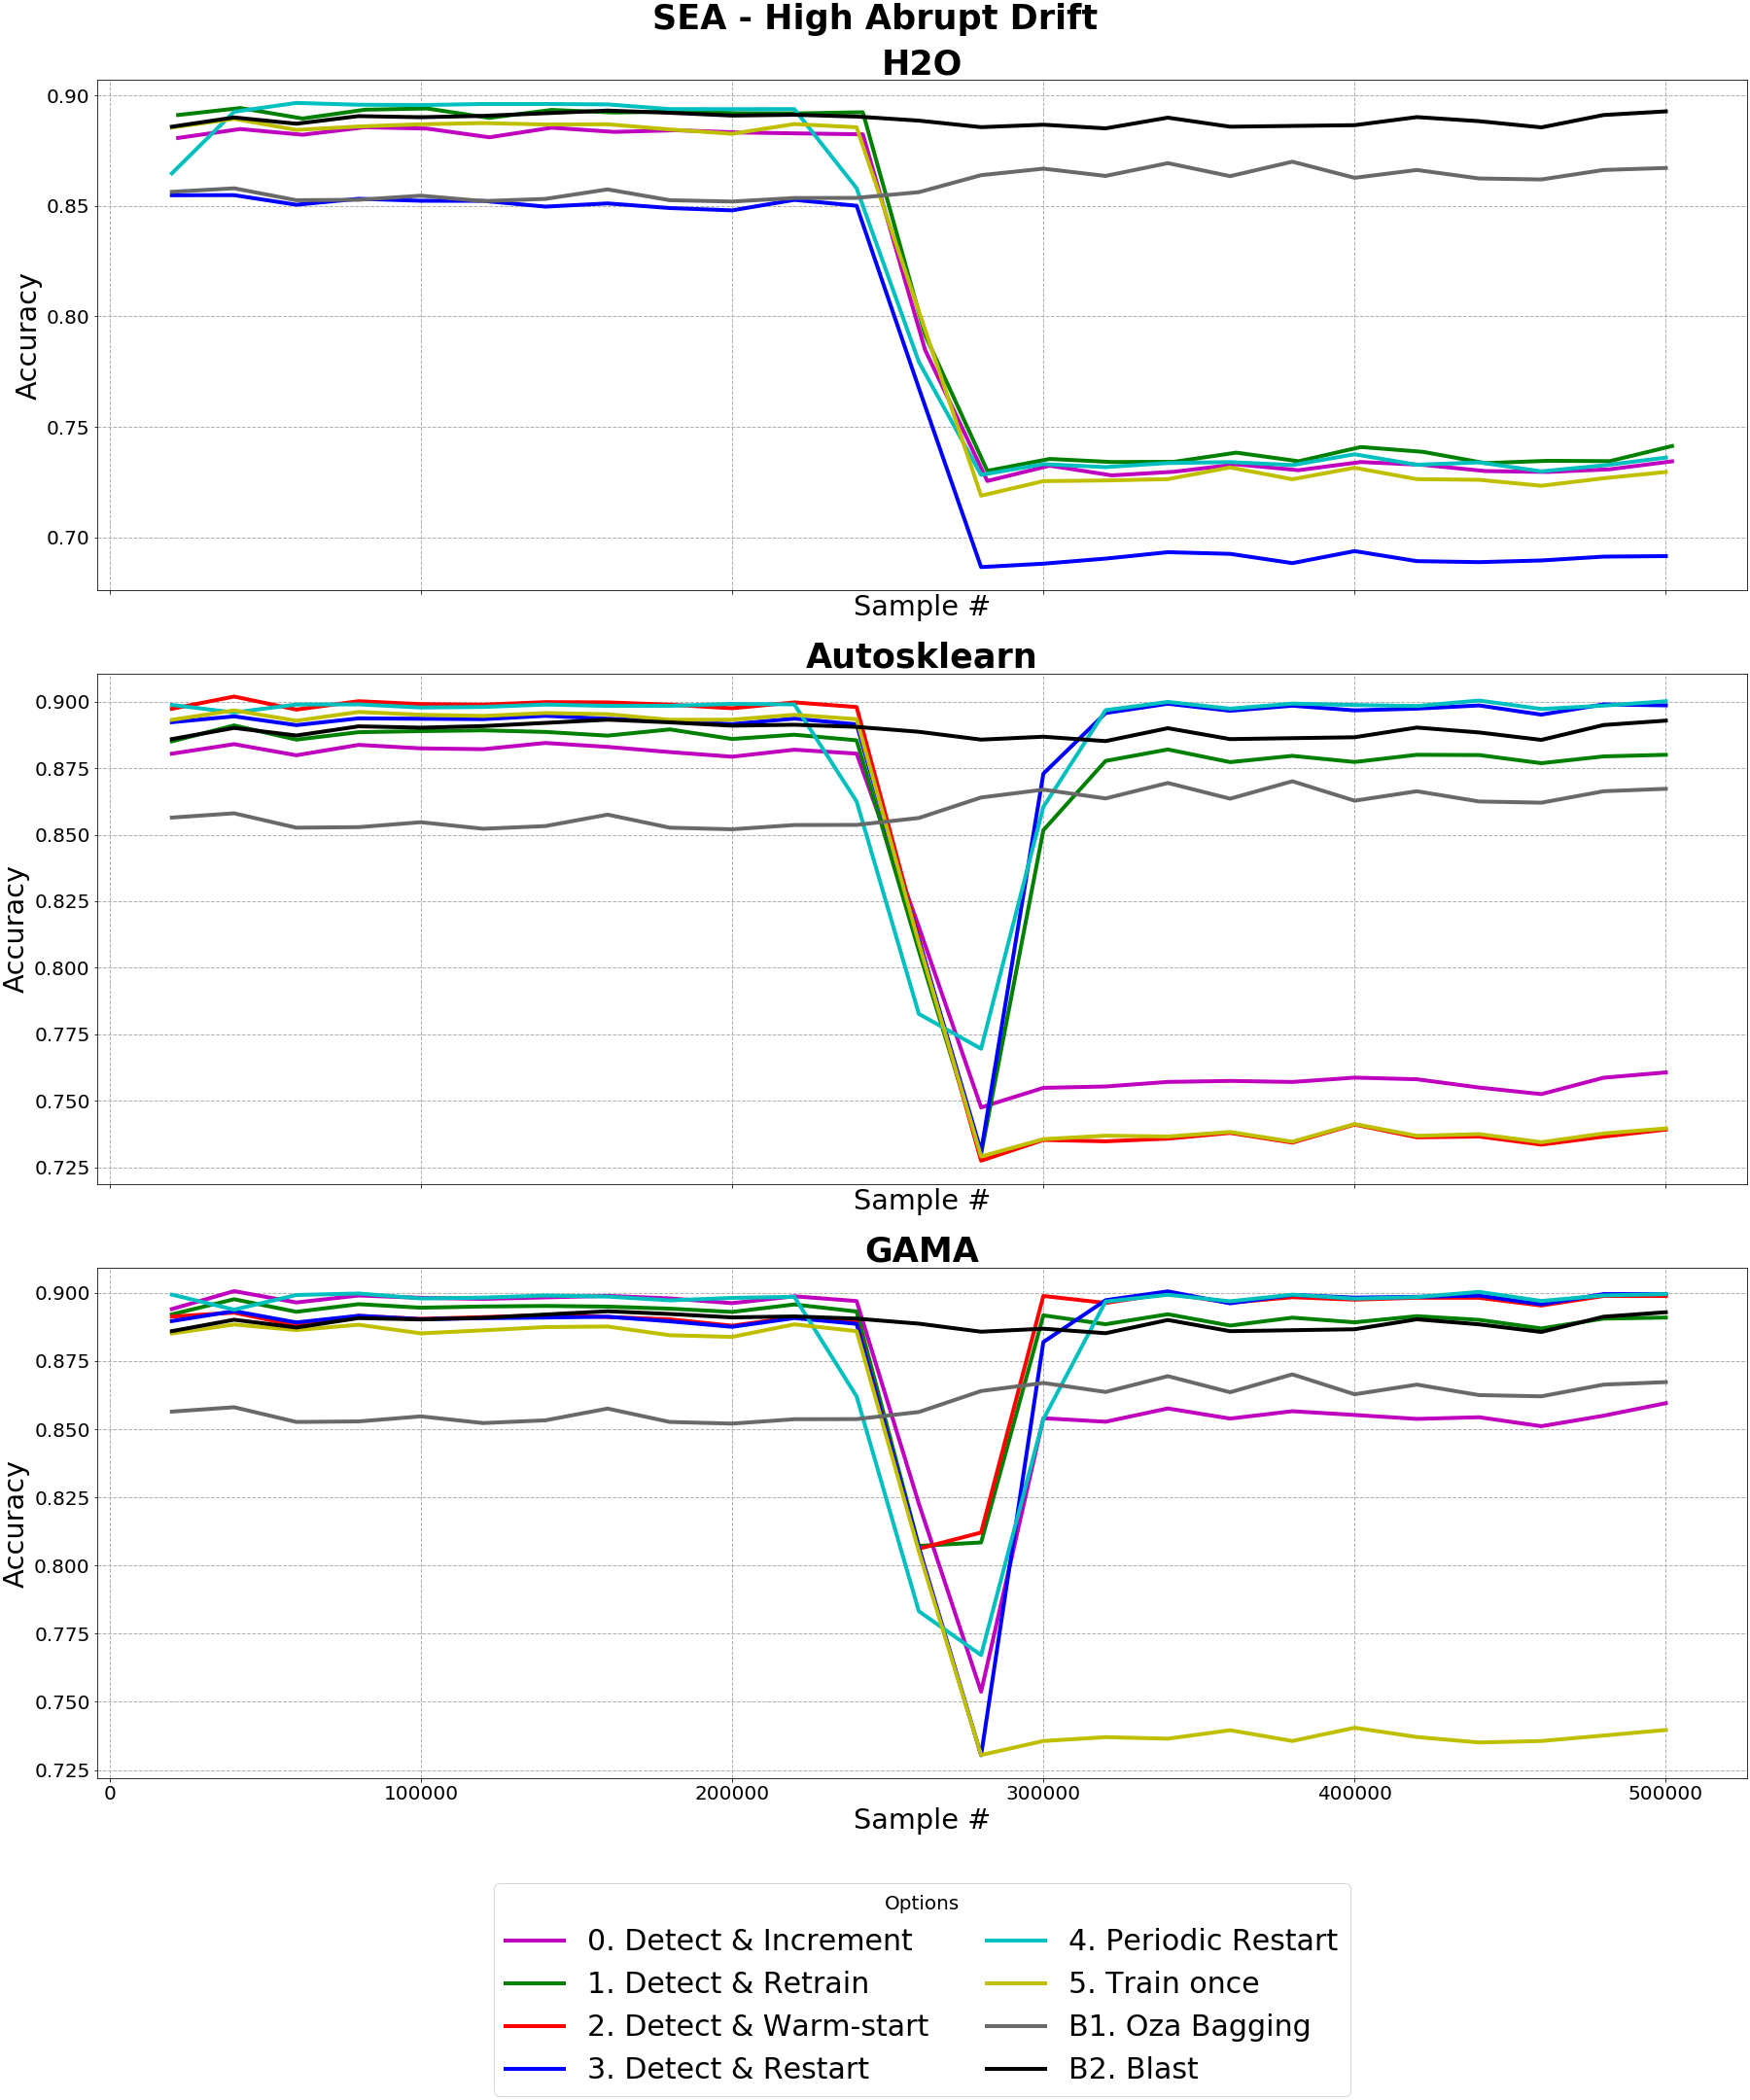 SEA - High Abrupt Drift
H2O
0.90
0.85
0.80
0.75
0.70
Accuracy
Sample #
Autosklearn
0.900
0.875
0.850
0.825
0.800
0.775
0.750
0.725
Accuracy
Sample #
GAMA
0.900
0.875
0.850
0.825
0.800
0.775
0.750
0.725
Accuracy
0 100000 200000 300000 400000 500000
Sample #
Options
0. Detect & Increment
1. Detect & Retrain
2. Detect & Warm-start
3. Detect & Restart
4. Periodic Restart
5. Train once
B1. Oza Bagging
B2. Blast